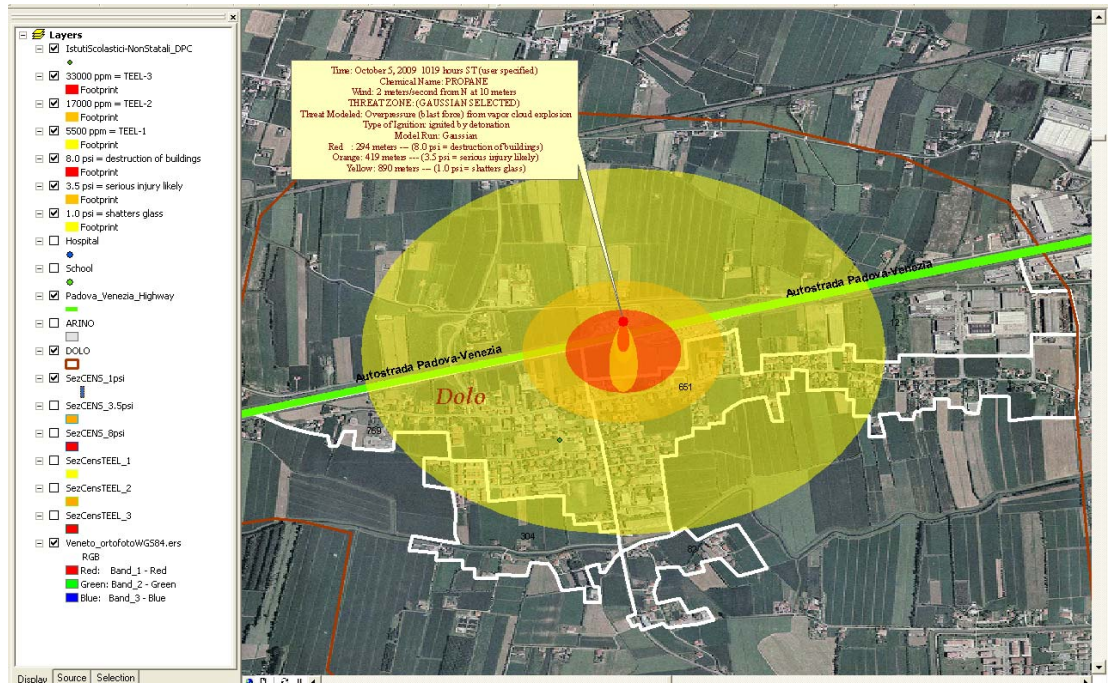 Layers
IstutiScolastici-NonStatali_DPC
33000 ppm = TEEL-3
Footprint
17000 ppm = TEEL-2
Footprint
5500 ppm = TEEL-1
Footprint
8.0 psi = destruction of buildings
Footprint
3.5 psi = serious injury likely
Footprint
1.0 psi = shatters glass
Footprint
Hospital
School
Padova_Venezia_Highway
ARINO
DOLO
SezCENS_1psi
SezCENS_3.5psi
SezCENS_8psi
SezCensTEEL_1
SezCensTEEL_2
SezCensTEEL_3
Veneto_ortofotoWGS84.ers
RGB
Red: Band_1 - Red
Green: Band_2 - Green
Blue: Band_3 - Blue
Display Source Selection
Time: October 5, 2009 1019 hours ST (user specified)
Chemical Name: PROPANE
Wind: 2 meters/second from N at 10 meters
THREAT ZONE: (GAUSSIAN SELECTED)
Threat Modeled: Overpressure (blast force) from vapor cloud explosion
Type of Ignition: ignited by detonation
Model Run: Gaussian
Red : 294 meters --- (8.0 psi = destruction of buildings)
Orange: 419 meters --- (3.5 psi = serious injury likely)
Yellow: 890 meters --- (1.0 psi = shatters glass)
Autostrada Padova-Venezia
12
Autostrada Padova-Venezia
651
Dolo
769
304